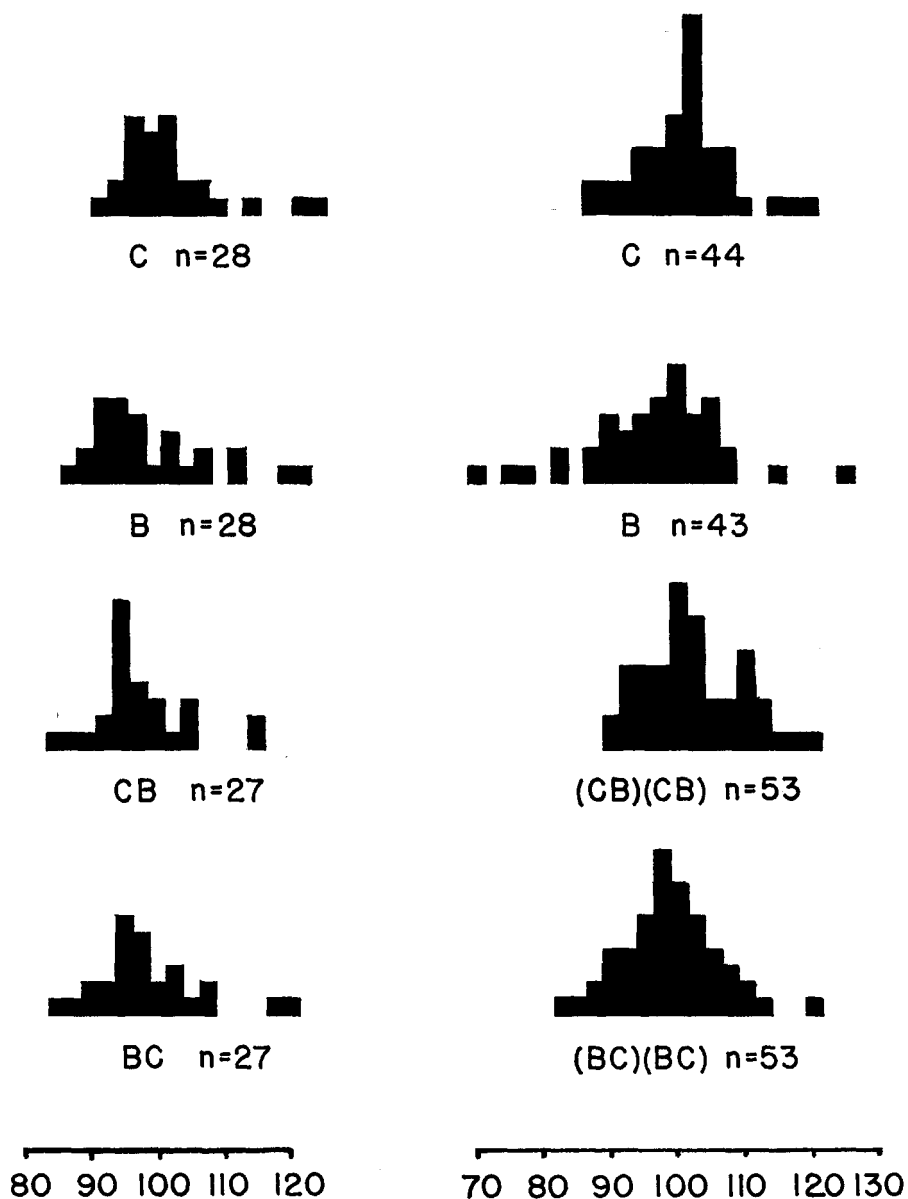 C n=28
C n=44
B n=28
B n=43
CB n=27
(CB)(CB) n=53
BC n=27
(BC)(BC) n=53
80 90 100 110 120
70 80 90 100 110 120 130